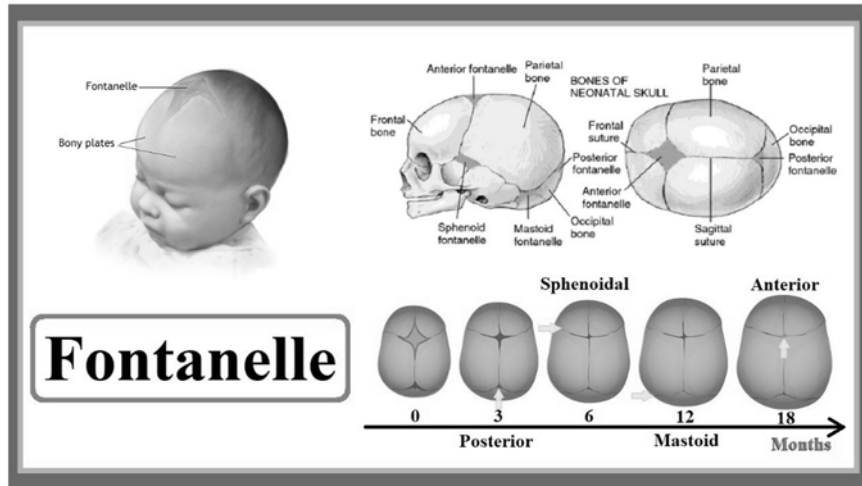 Fontanelle
Bony plates
Anterior fontanelle
Parietal
bone
Frontal
bone
Sphenoid
fontanelle
Mastoid
fontanelle
Occipital
bone
Posterior
fontanelle
BONES OF
NEONATAL SKULL
Parietal
bone
Frontal
suture
Anterior
fontanelle
Occipital
bone
Posterior
fontanelle
Sagittal
suture
Fontanelle
Sphenoidal
Anterior
0
3
6
12
18
Posterior
Mastoid
Months